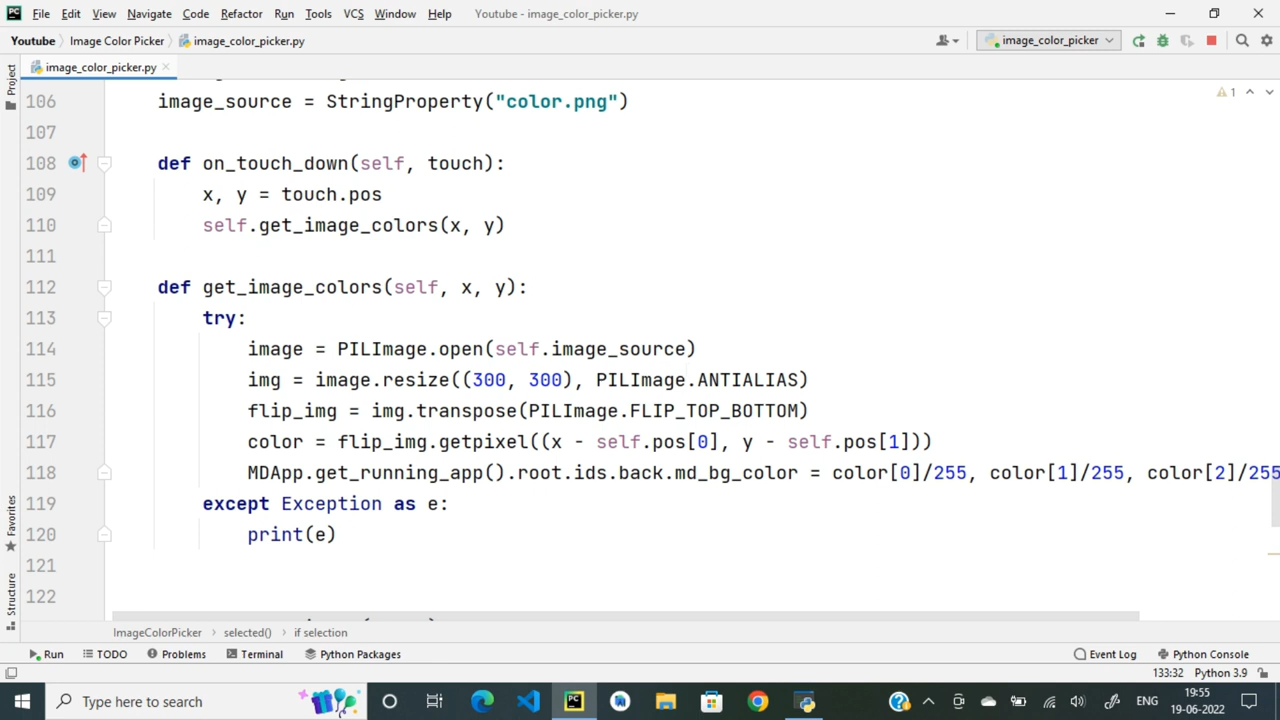 File Edit View Navigate Code Refactor Run Tools VCS Window Help Youtube - image_color_picker.py
Youtube Image Color Picker image_color_picker.py image_color_picker
image_color_picker.py
Project
106 image_source = StringProperty("color.png") 1
107
108 def on_touch_down(self, touch):
109 x, y = touch.pos
110 self.get_image_colors(x, y)
111
112 def get_image_colors(self, x, y):
113 try:
114 image = PILImage.open(self.image_source)
115 img = image.resize((300, 300), PILImage.ANTIALIAS)
116 flip_img = img.transpose(PILImage.FLIP_TOP_BOTTOM)
117 color = flip_img.getpixel((x - self.pos[0], y - self.pos[1]))
118 MDApp.get_running_app().root.ids.back.md_bg_color = color[0]/255, color[1]/255, color[2]/255
119 except Exception as e:
120 print(e)
121
122
Favorites
Structure
ImageColorPicker selected() if selection
Run TODO Problems Terminal Python Packages Event Log Python Console
133:32 Python 3.9
Type here to search ENG 19:55 19-06-2022